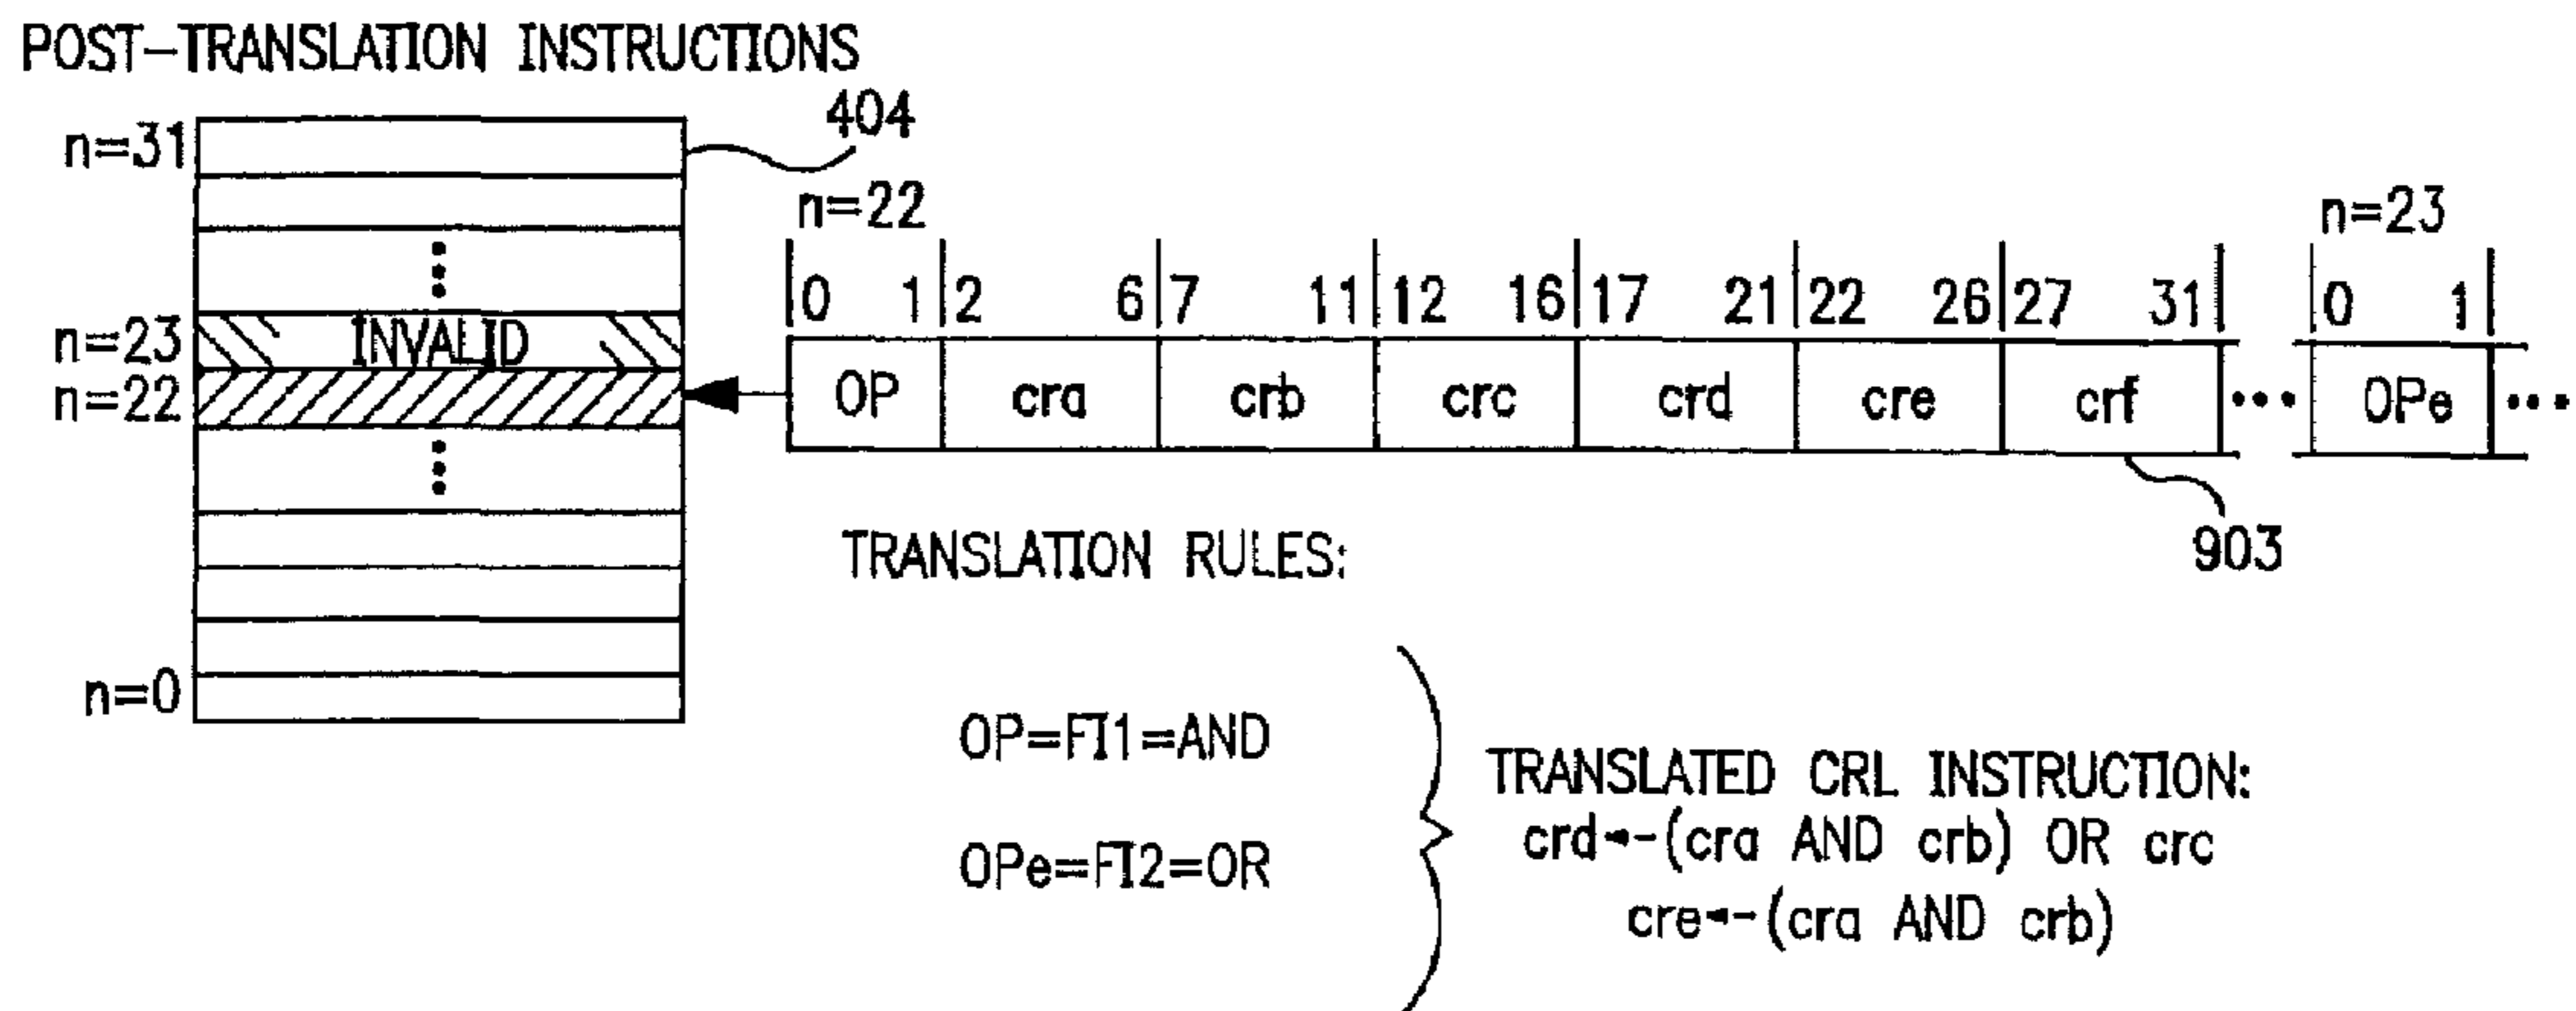 POST-TRANSLATION INSTRUCTIONS
404
n=31
n=22
n=23
0 1 2 6 7 11 12 16 17 21 22 26 27 31 0 1
n=23 INVALID
n=22
OP cra crb crc crd cre crf ••• OPe •••
903
TRANSLATION RULES:
n=0
OP=FI1=AND
OPe=FI2=OR
TRANSLATED CRL INSTRUCTION:
crd←-(cra AND crb) OR crc
cre←-(cra AND crb)